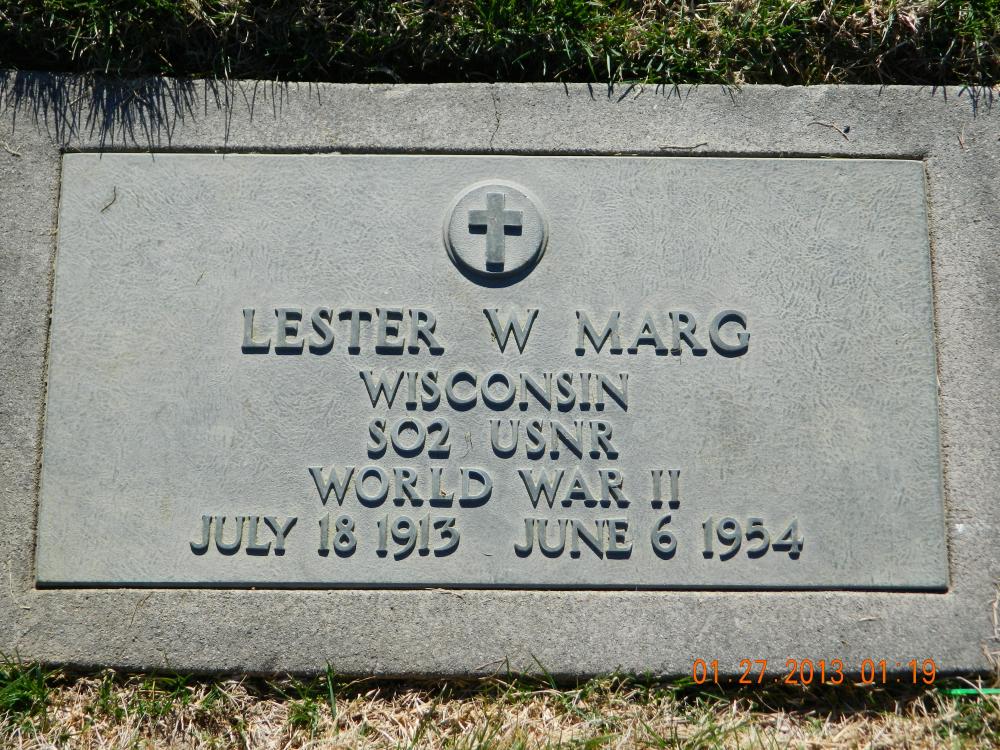 LESTER W MARG
WISCONSIN
SO2 USNR
WORLD WAR II
JULY 18 1913 JUNE 6 1954
01.27.2013 01:19